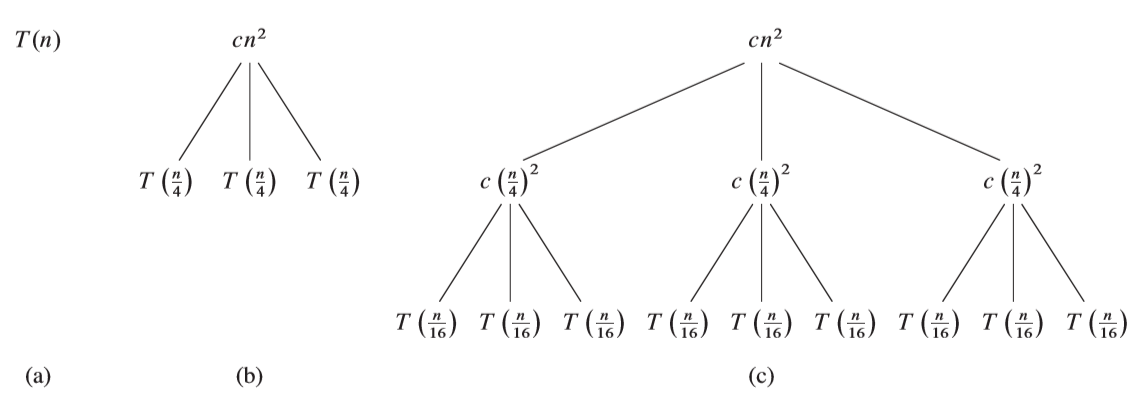 T(n) cn² cn²
T(n/4) T(n/4) T(n/4) c(n/4)² c(n/4)² c(n/4)²
T(n/16) T(n/16) T(n/16) T(n/16) T(n/16) T(n/16) T(n/16) T(n/16) T(n/16)
(a) (b) (c)